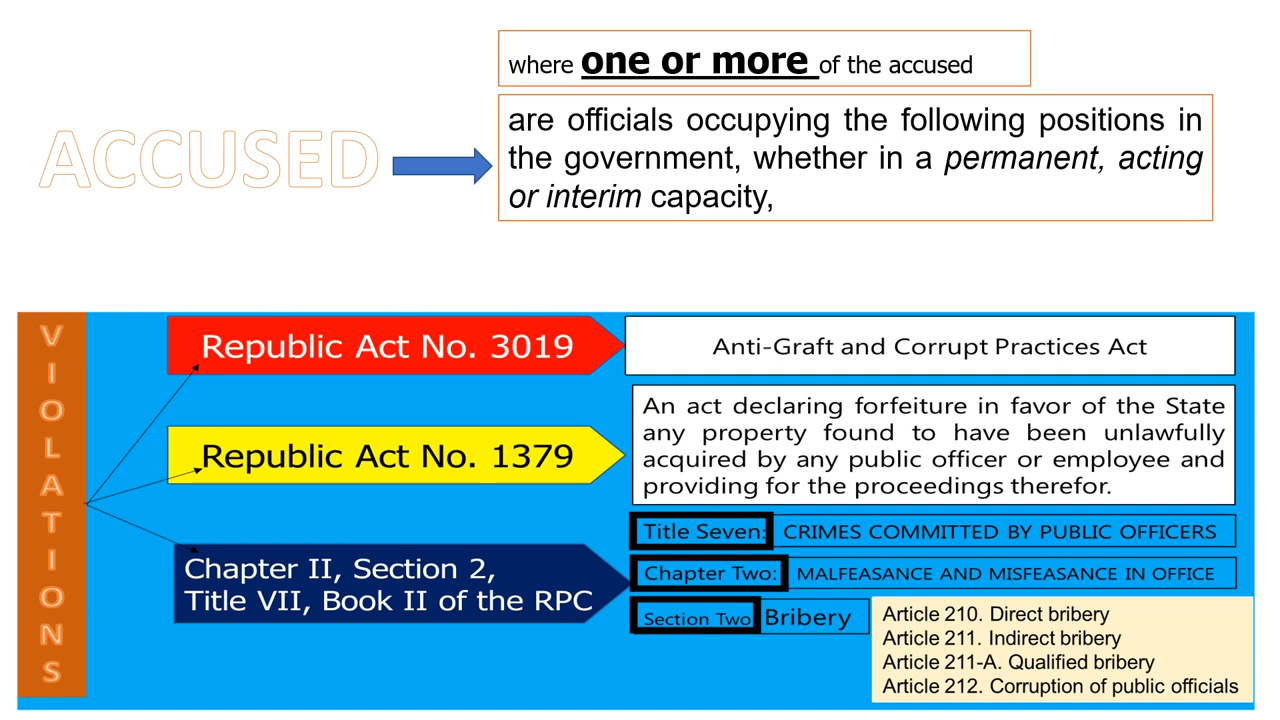 where one or more of the accused
ACCUSED
are officials occupying the following positions in
the government, whether in a permanent, acting
or interim capacity,
VIOLATIONS
Republic Act No. 3019
Anti-Graft and Corrupt Practices Act
Republic Act No. 1379
An act declaring forfeiture in favor of the State
any property found to have been unlawfully
acquired by any public officer or employee and
providing for the proceedings therefor.
Chapter II, Section 2,
Title VII, Book II of the RPC
Title Seven: CRIMES COMMITTED BY PUBLIC OFFICERS
Chapter Two: MALFEASANCE AND MISFEASANCE IN OFFICE
Section Two Bribery
Article 210. Direct bribery
Article 211. Indirect bribery
Article 211-A. Qualified bribery
Article 212. Corruption of public officials